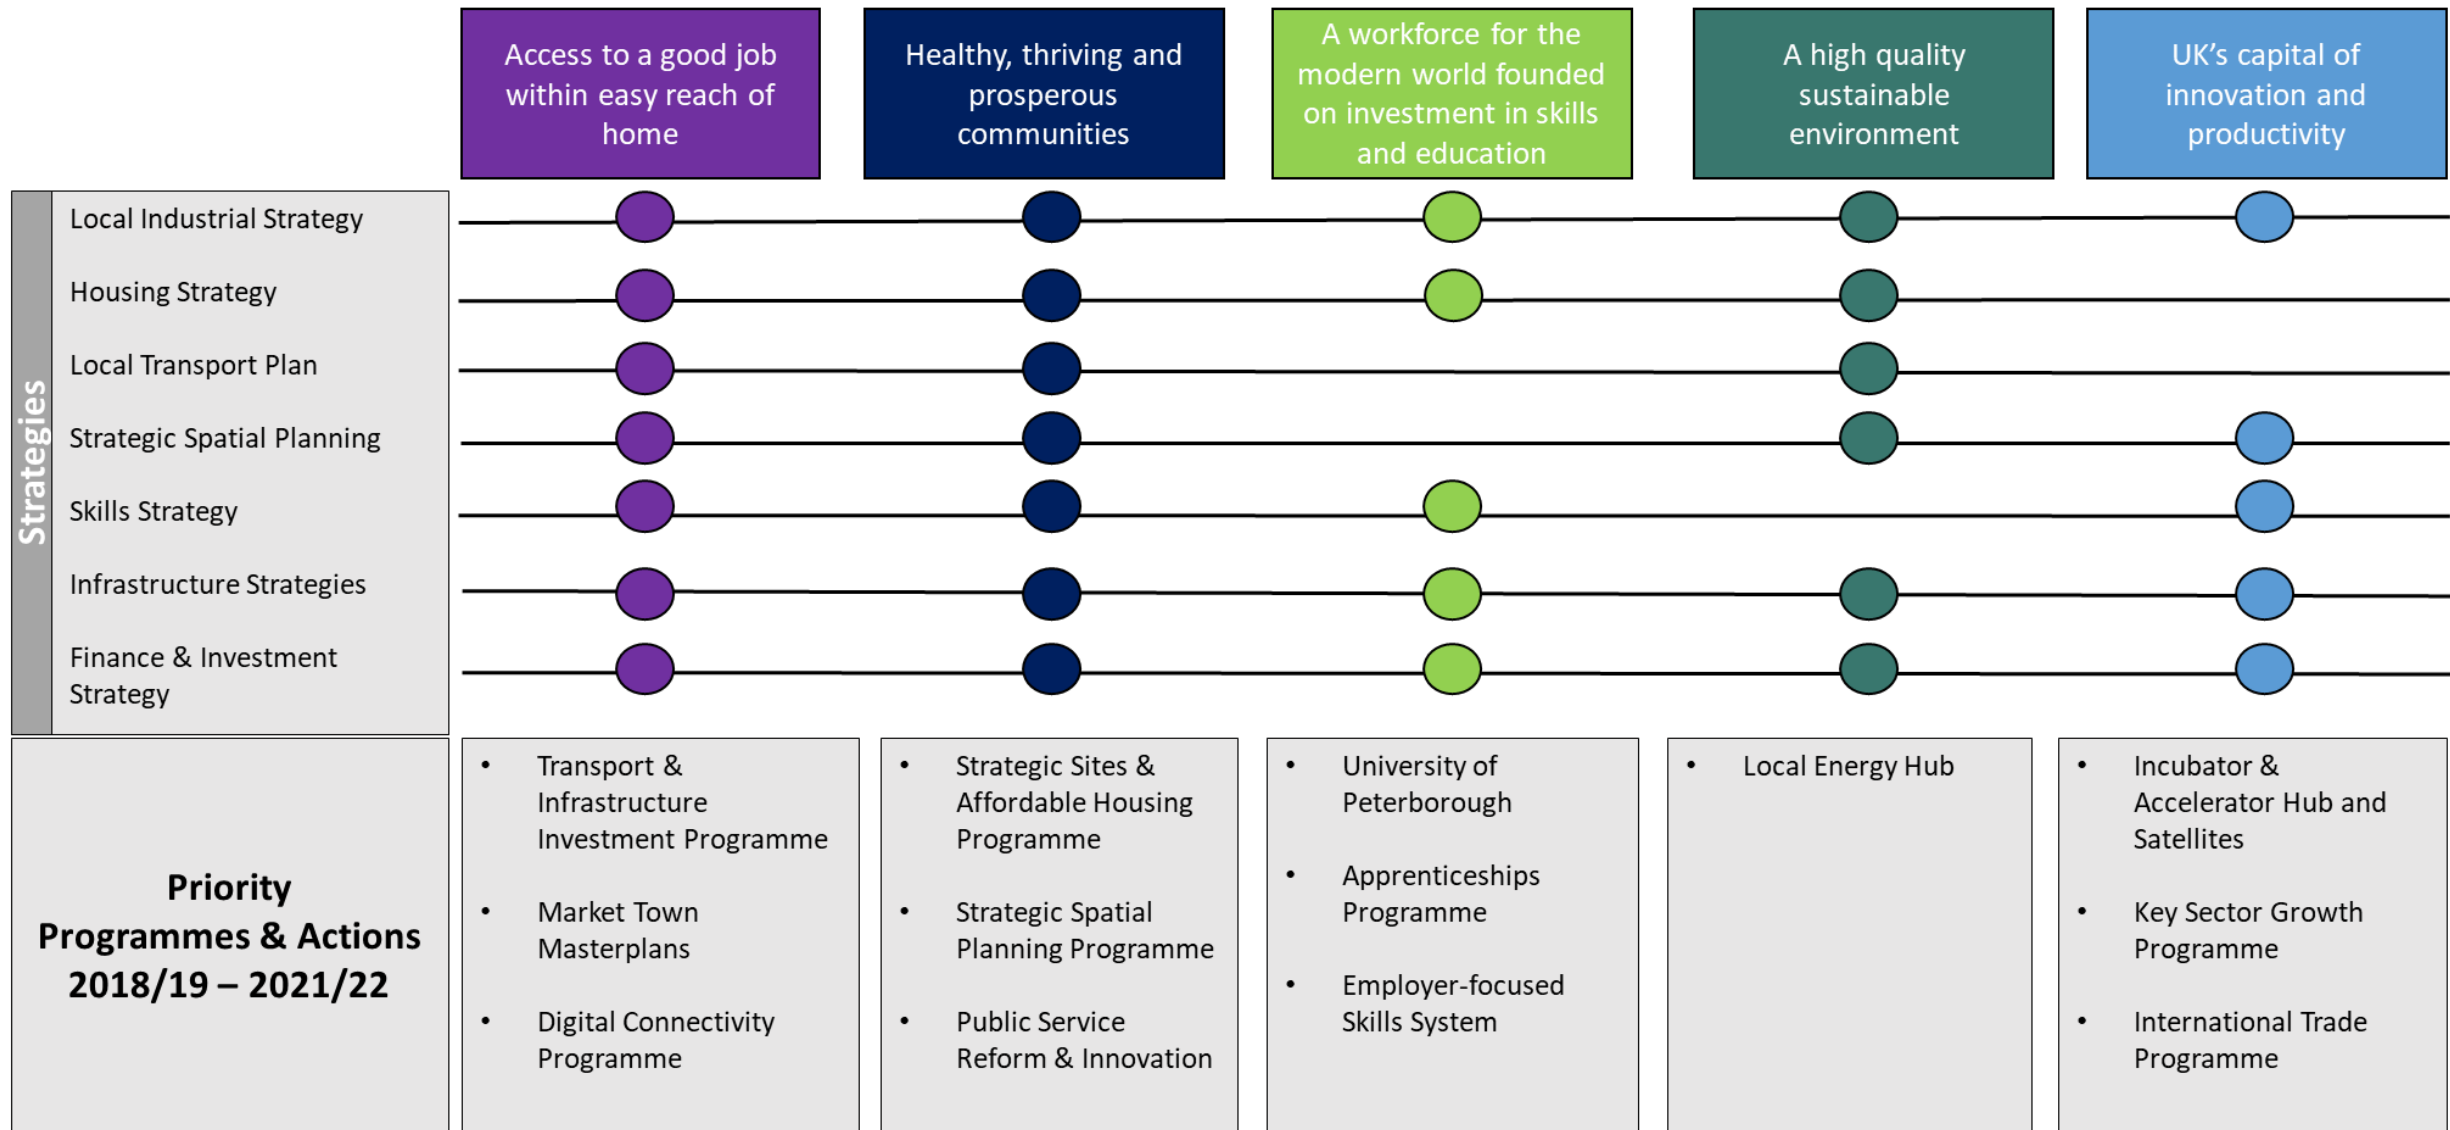 Access to a good job
within easy reach of
home
Healthy, thriving and
prosperous
communities
A workforce for the
modern world founded
on investment in skills
and education
A high quality
sustainable
environment
UK’s capital of
innovation and
productivity
Strategies
Local Industrial Strategy
Housing Strategy
Local Transport Plan
Strategic Spatial Planning
Skills Strategy
Infrastructure Strategies
Finance & Investment
Strategy
Priority
Programmes & Actions
2018/19 – 2021/22
• Transport &
Infrastructure
Investment Programme
• Market Town
Masterplans
• Digital Connectivity
Programme
• Strategic Sites &
Affordable Housing
Programme
• Strategic Spatial
Planning Programme
• Public Service
Reform & Innovation
• University of
Peterborough
• Apprenticeships
Programme
• Employer-focused
Skills System
• Local Energy Hub
• Incubator &
Accelerator Hub and
Satellites
• Key Sector Growth
Programme
• International Trade
Programme